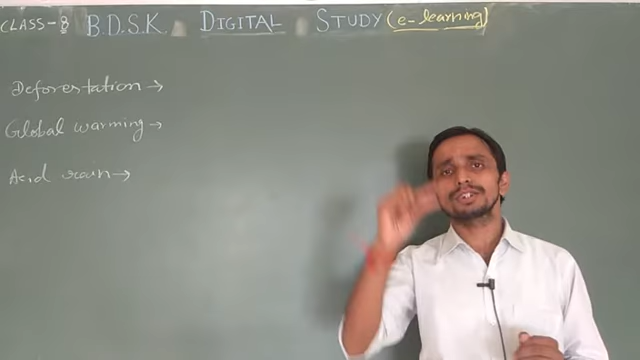 CLASS-8 B.D.S.K. DIGITAL STUDY (e-learning)
Deforestation →
Global warming →
Acid rain →